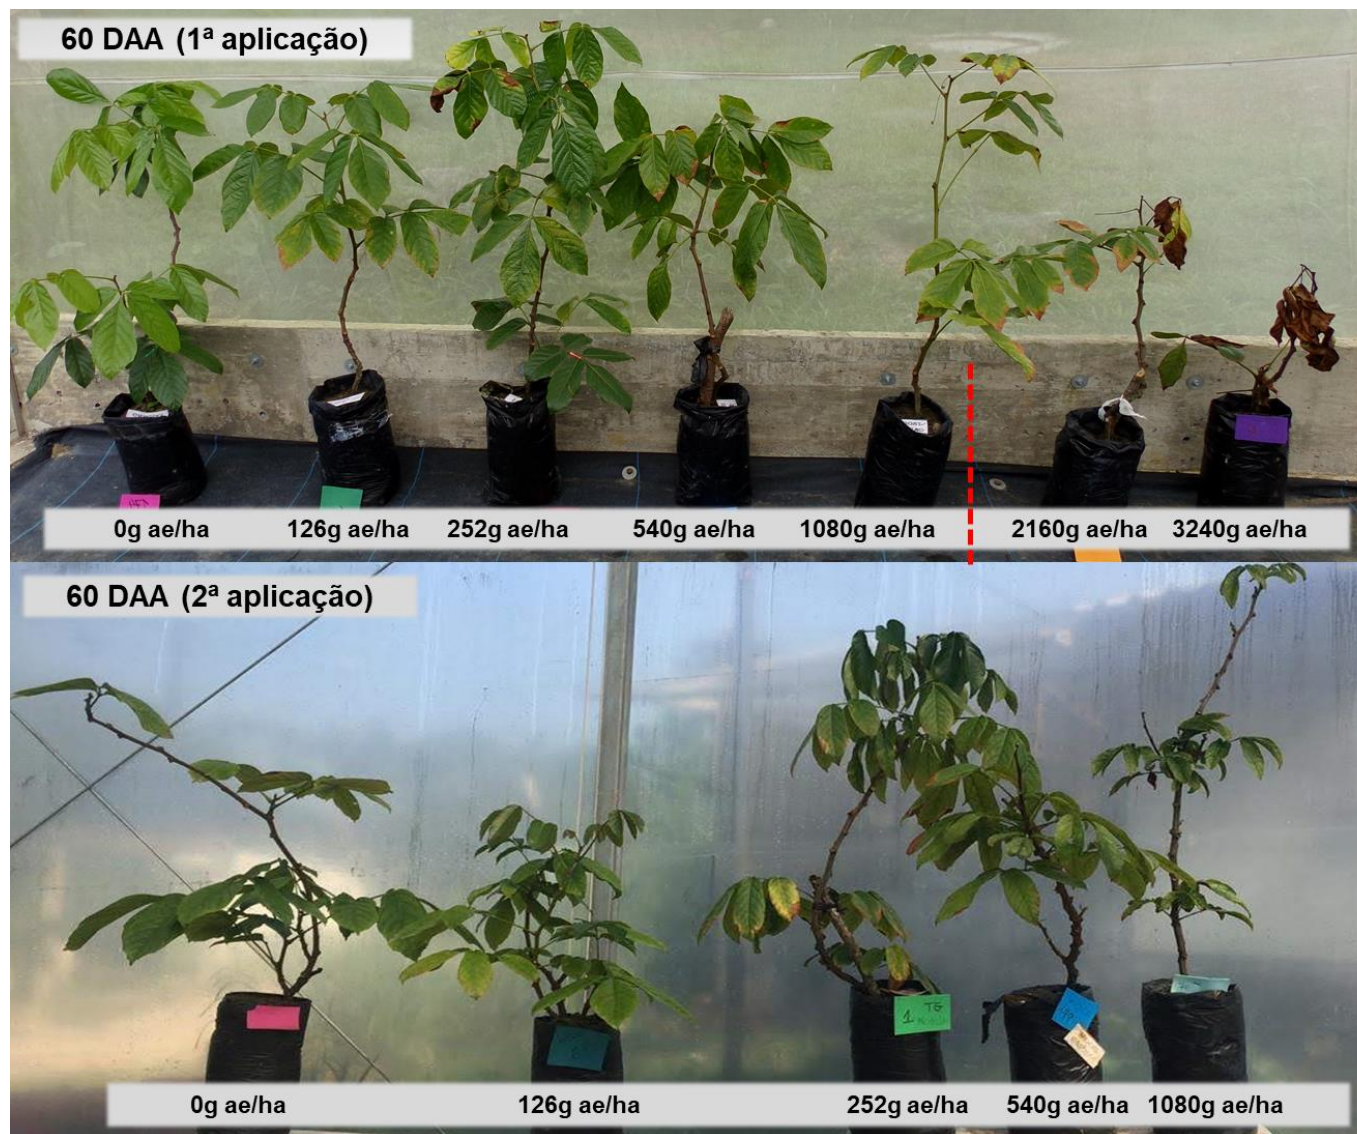 60 DAA (1ª aplicação)
0g ae/ha 126g ae/ha 252g ae/ha 540g ae/ha 1080g ae/ha 2160g ae/ha 3240g ae/ha
60 DAA (2ª aplicação)
1 TG
0g ae/ha 126g ae/ha 252g ae/ha 540g ae/ha 1080g ae/ha